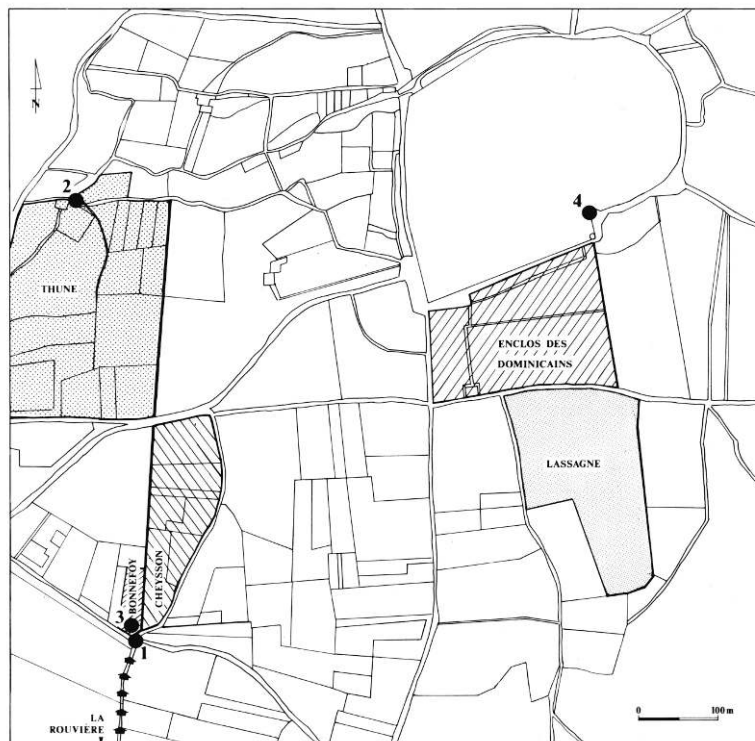 N
2
4
THUNE
ENCLOS DES
DOMINICAINS
LASSAGNE
BONNEFOY
CHEYSSON
3
1
LA
ROUVIÈRE
0 100 m